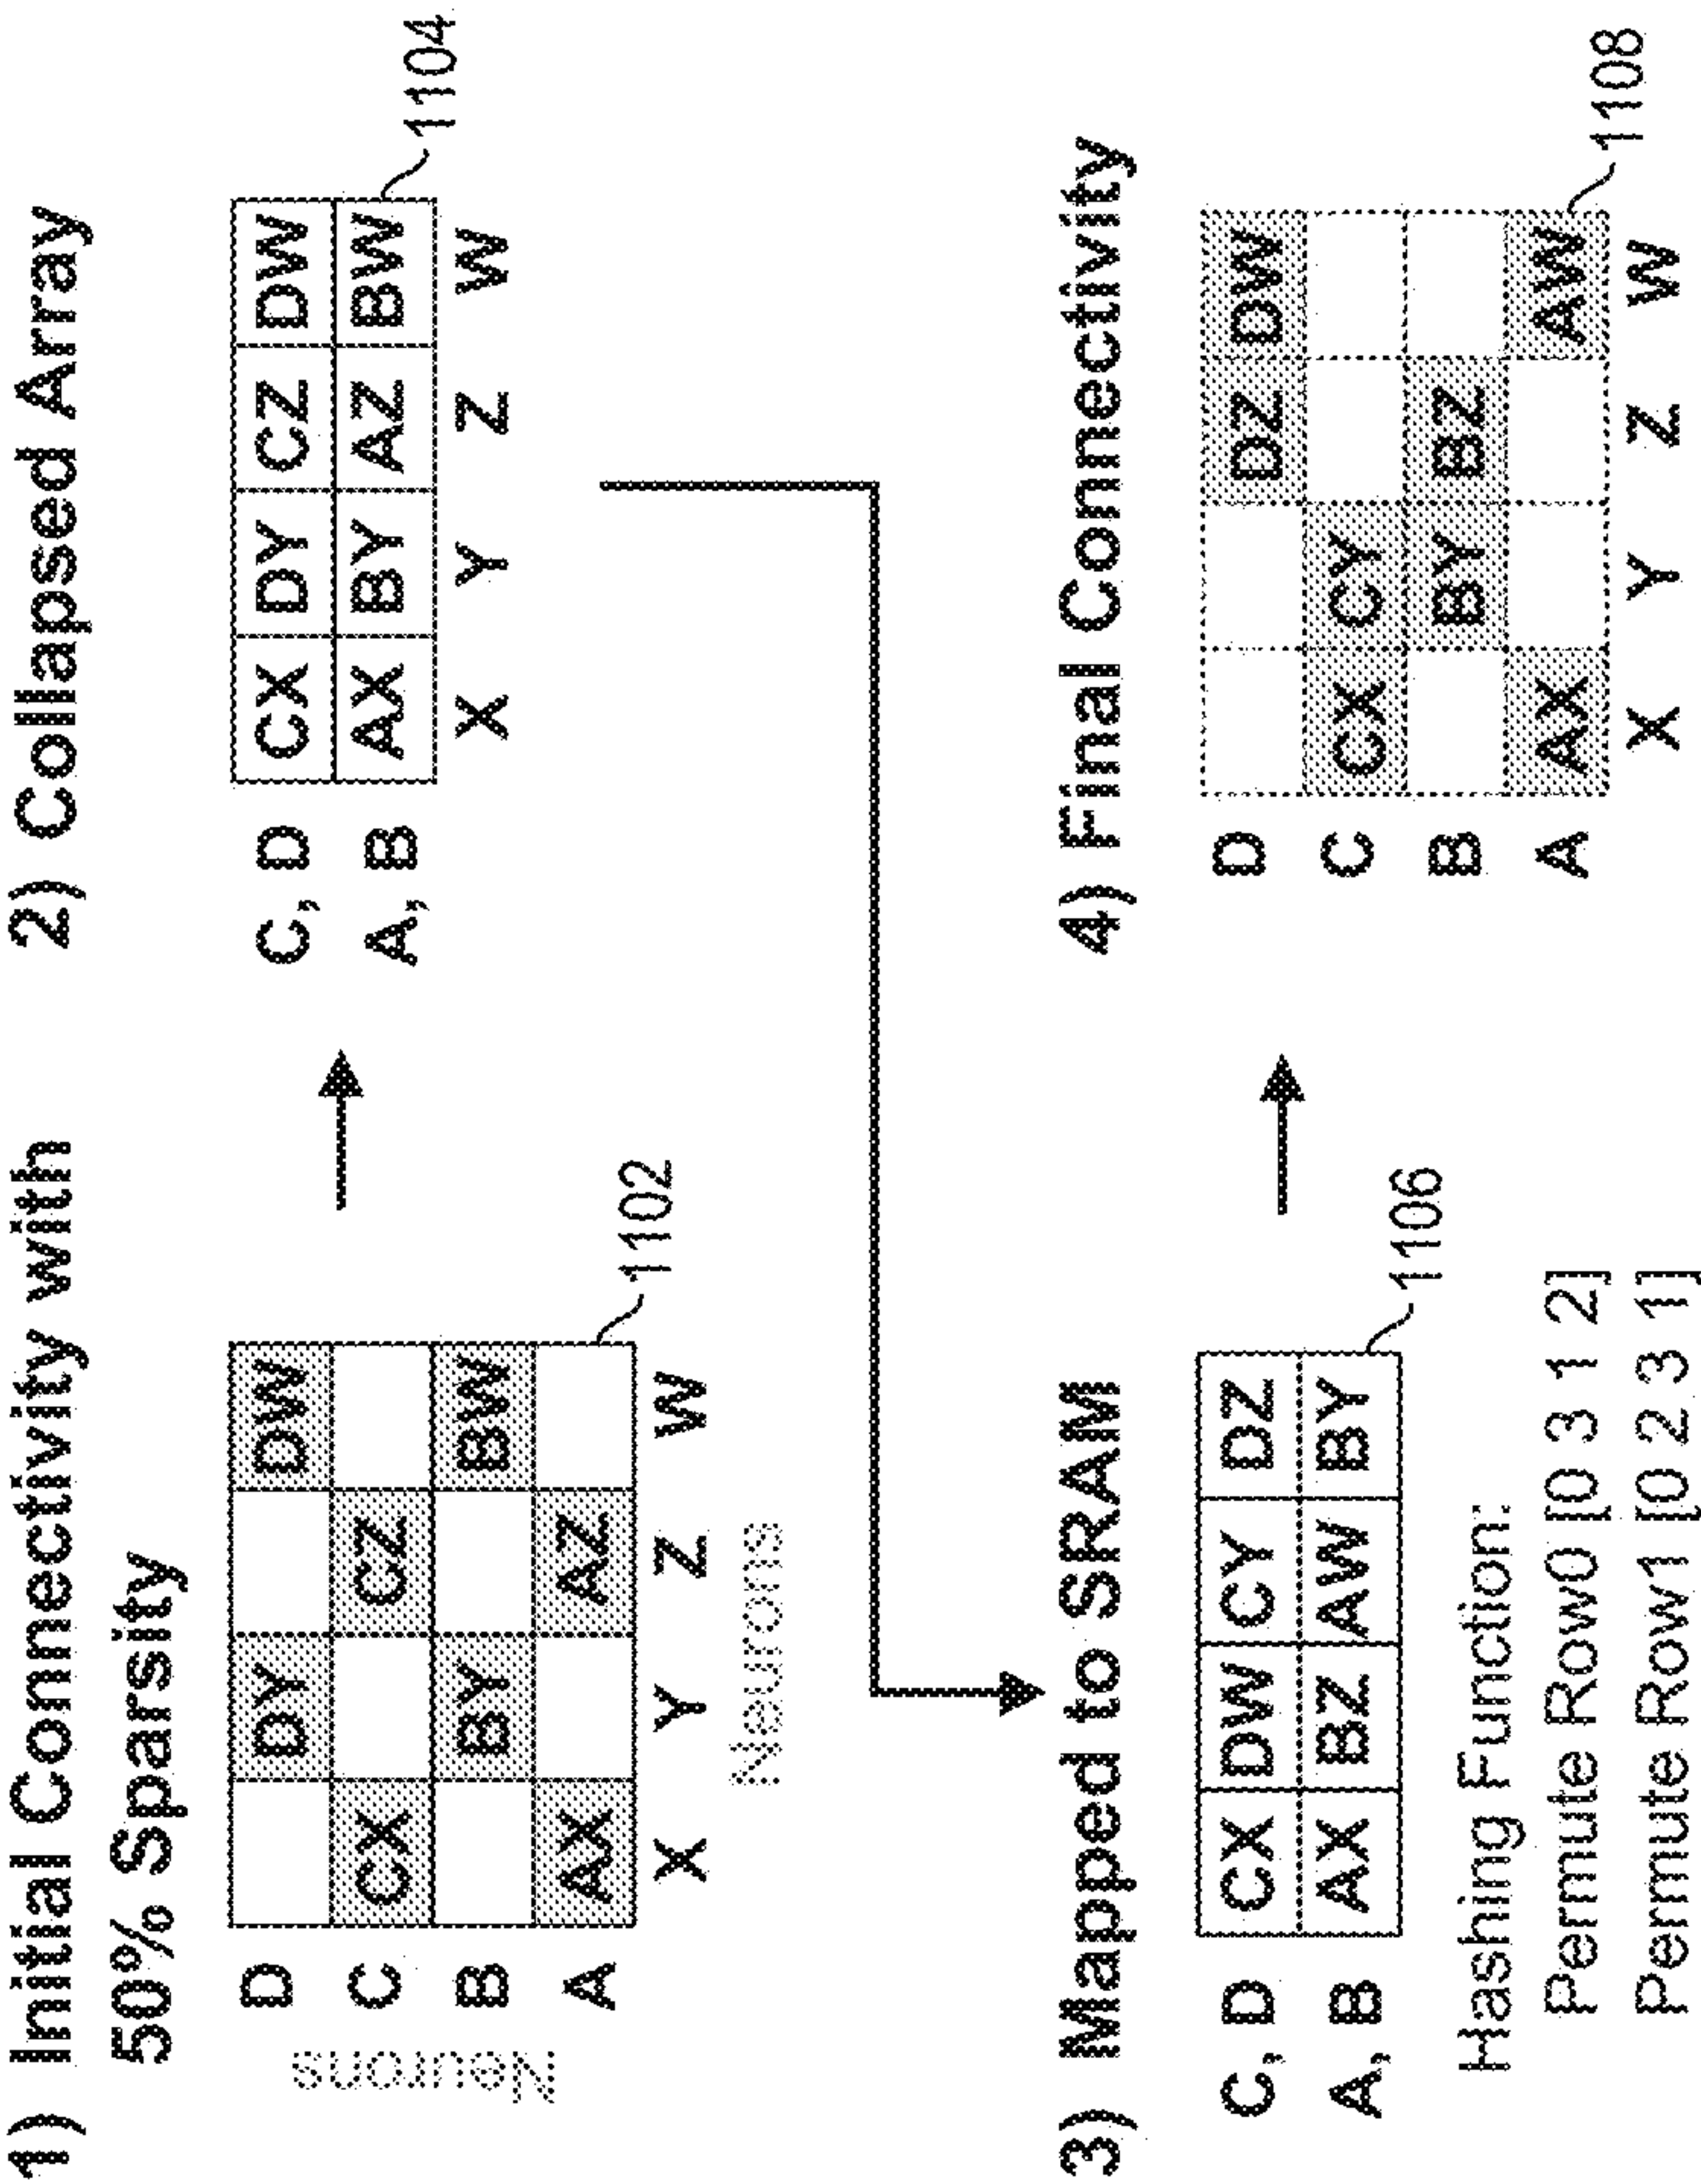 1) Initial Connectivity with
50% Sparsity
Neurons
D DY DW
C CX CZ
B BY BW
A AX AZ
X Y Z W
Neurons
1102
2) Collapsed Array
C, D CX DY CZ DW
A, B AX BY AZ BW
X Y Z W
1104
3) Mapped to SRAM
C, D CX DW CY DZ
A, B AX BZ AW BY
1106
Hashing Function:
Permute Row0 [0 3 1 2]
Permute Row1 [0 2 3 1]
4) Final Connectivity
D DZ DW
C CX CY
B BY BZ
A AX AW
X Y Z W
1108